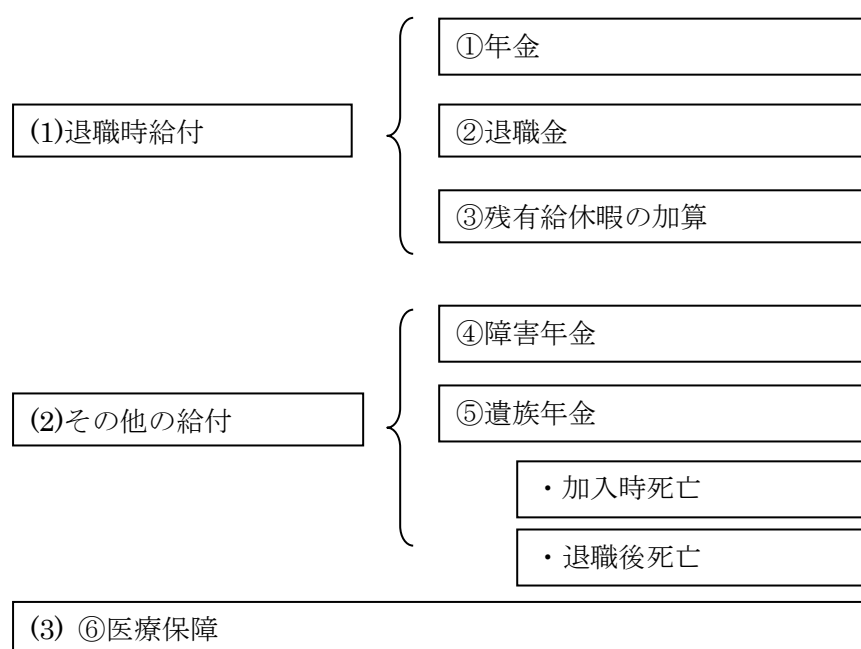 ①年金
(1)退職時給付
②退職金
③残有給休暇の加算
④障害年金
(2)その他の給付
⑤遺族年金
・加入時死亡
・退職後死亡
(3) ⑥医療保障